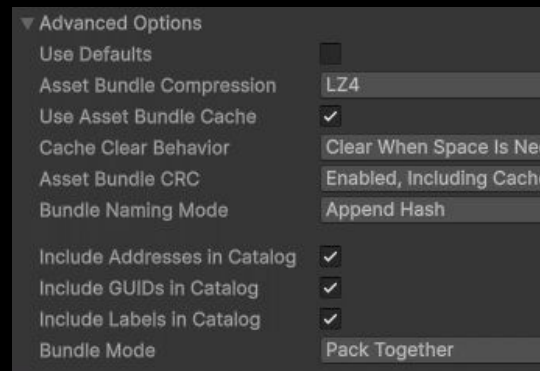 Advanced Options
Use Defaults
Asset Bundle Compression LZ4
Use Asset Bundle Cache
Cache Clear Behavior Clear When Space Is
Asset Bundle CRC Enabled, Including
Bundle Naming Mode Append Hash
Include Addresses in Catalog
Include GUIDs in Catalog
Include Labels in Catalog
Bundle Mode Pack Together